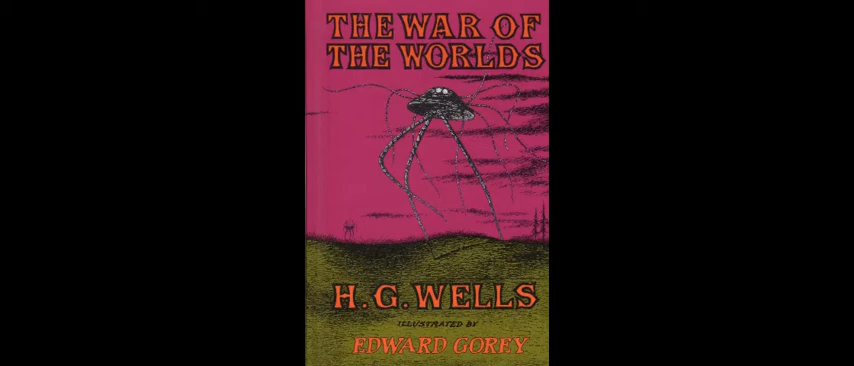 THE WAR OF
THE WORLDS
H.G. WELLS
ILLUSTRATED BY
EDWARD GOREY